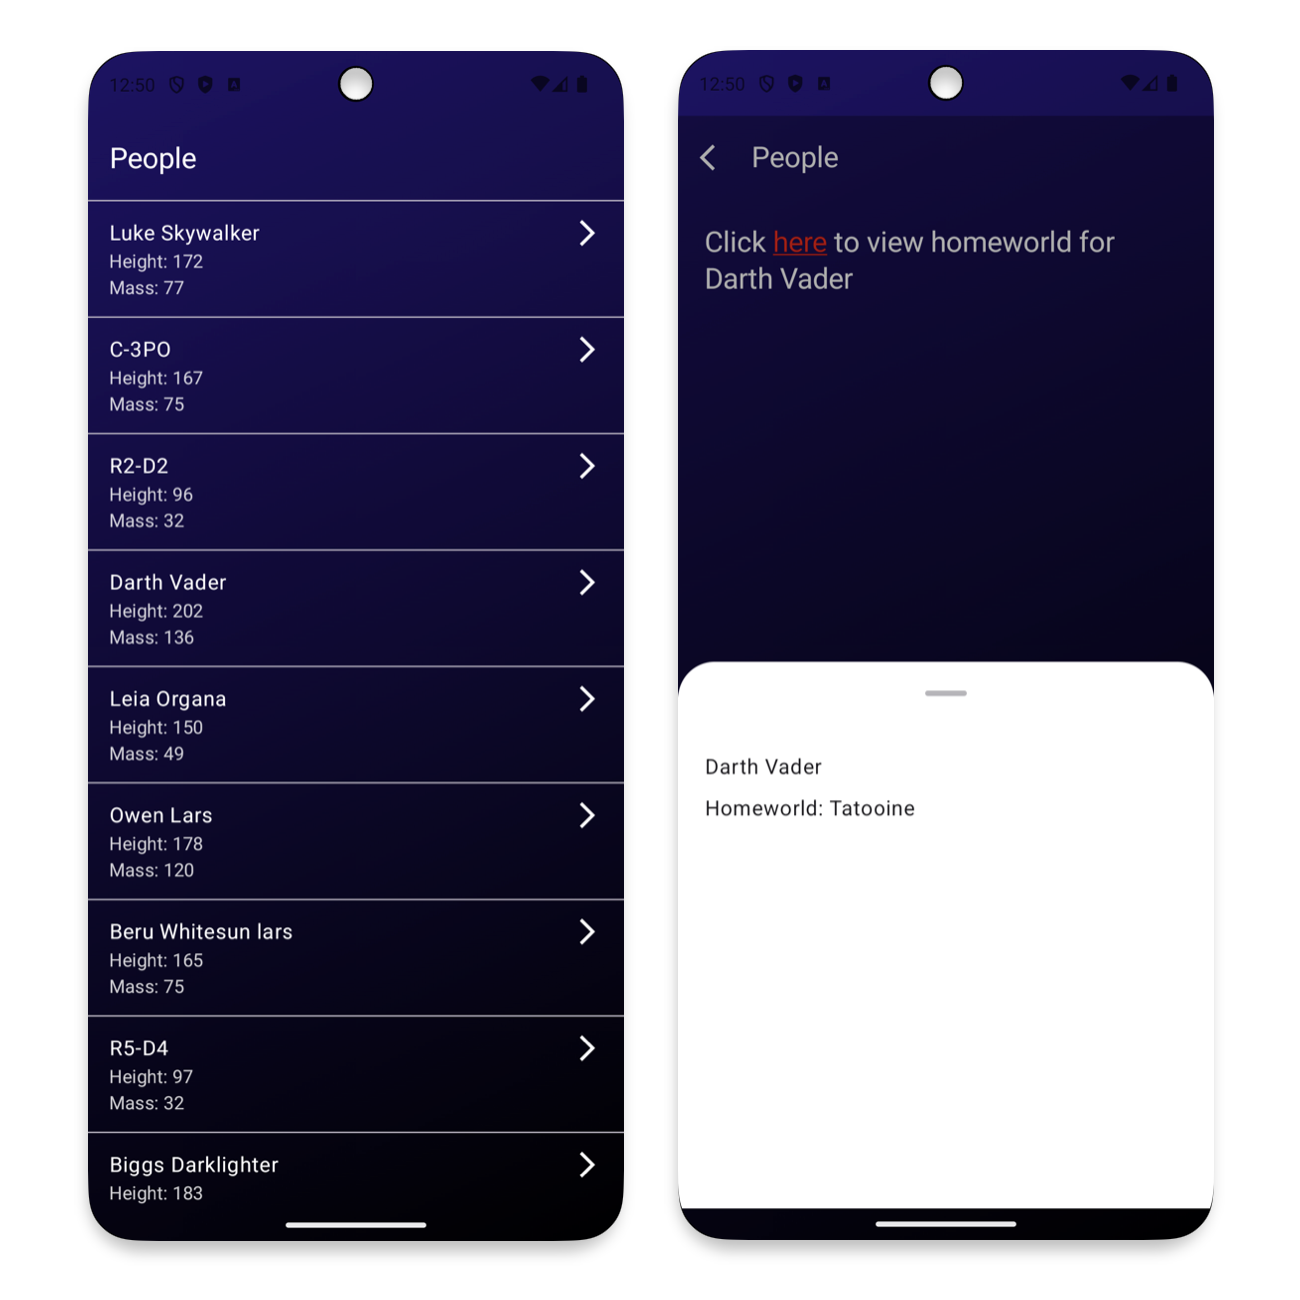 12:50
People
Luke Skywalker
Height: 172
Mass: 77
C-3PO
Height: 167
Mass: 75
R2-D2
Height: 96
Mass: 32
Darth Vader
Height: 202
Mass: 136
Leia Organa
Height: 150
Mass: 49
Owen Lars
Height: 178
Mass: 120
Beru Whitesun lars
Height: 165
Mass: 75
R5-D4
Height: 97
Mass: 32
Biggs Darklighter
Height: 183
12:50
People
Click here to view homeworld for
Darth Vader
Darth Vader
Homeworld: Tatooine